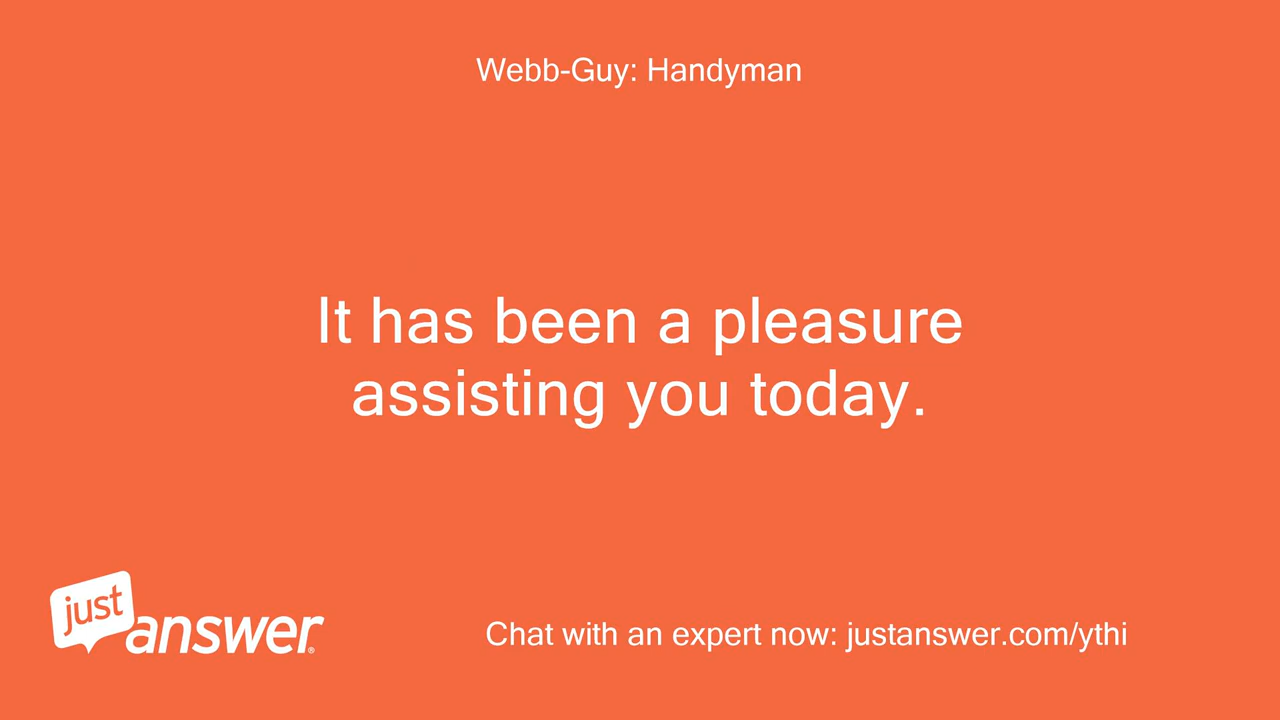 Webb-Guy: Handyman
It has been a pleasure
assisting you today.
just
answer®
Chat with an expert now: justanswer.com/ythi